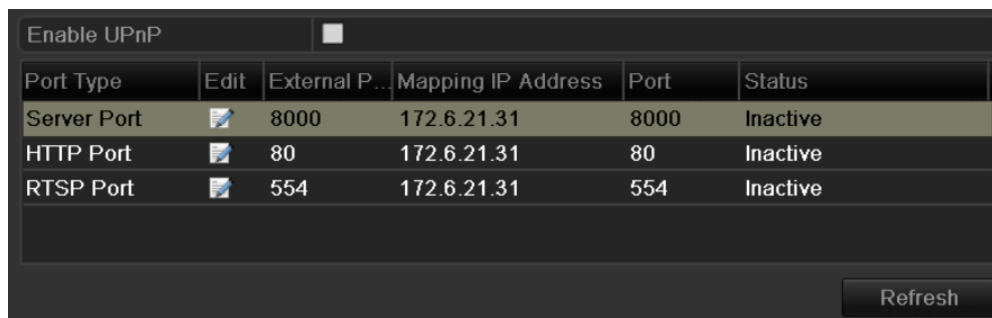 Enable UPnP
Port Type Edit External P... Mapping IP Address Port Status
Server Port 8000 172.6.21.31 8000 Inactive
HTTP Port 80 172.6.21.31 80 Inactive
RTSP Port 554 172.6.21.31 554 Inactive
Refresh